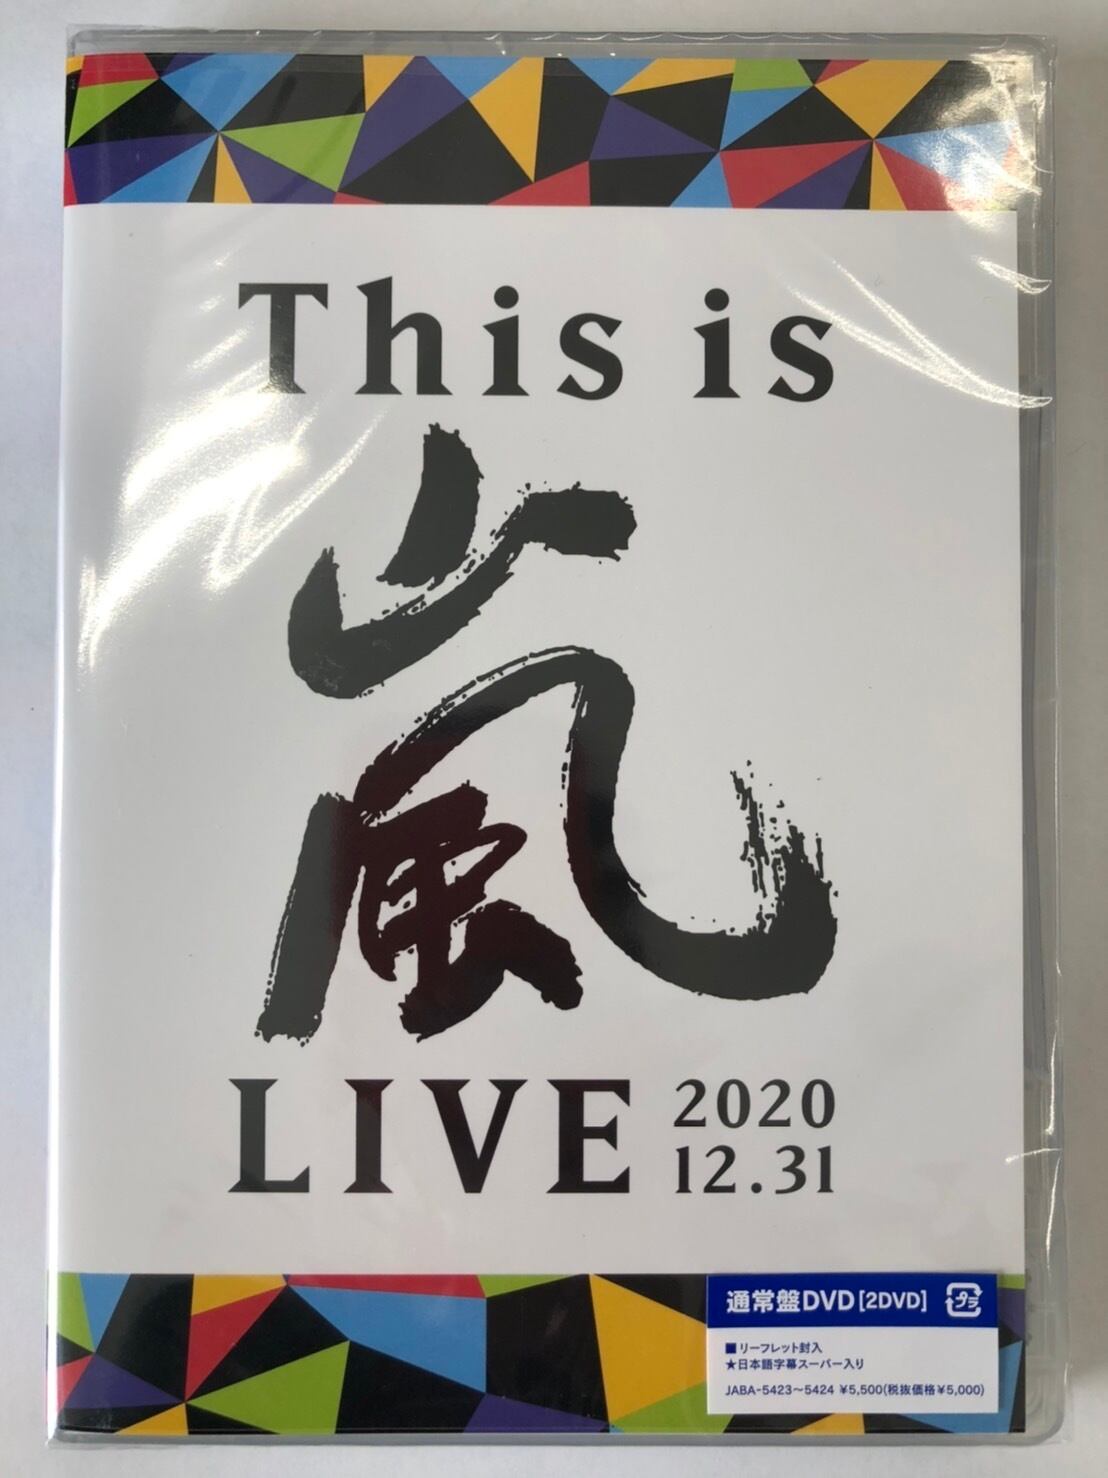 This is
嵐
LIVE 2020
12.31
通常盤DVD[2DVD] プラ
■リーフレット封入
★日本語字幕スーパー入り
JABA-5423〜5424 ¥5,500(税抜価格¥5,000)